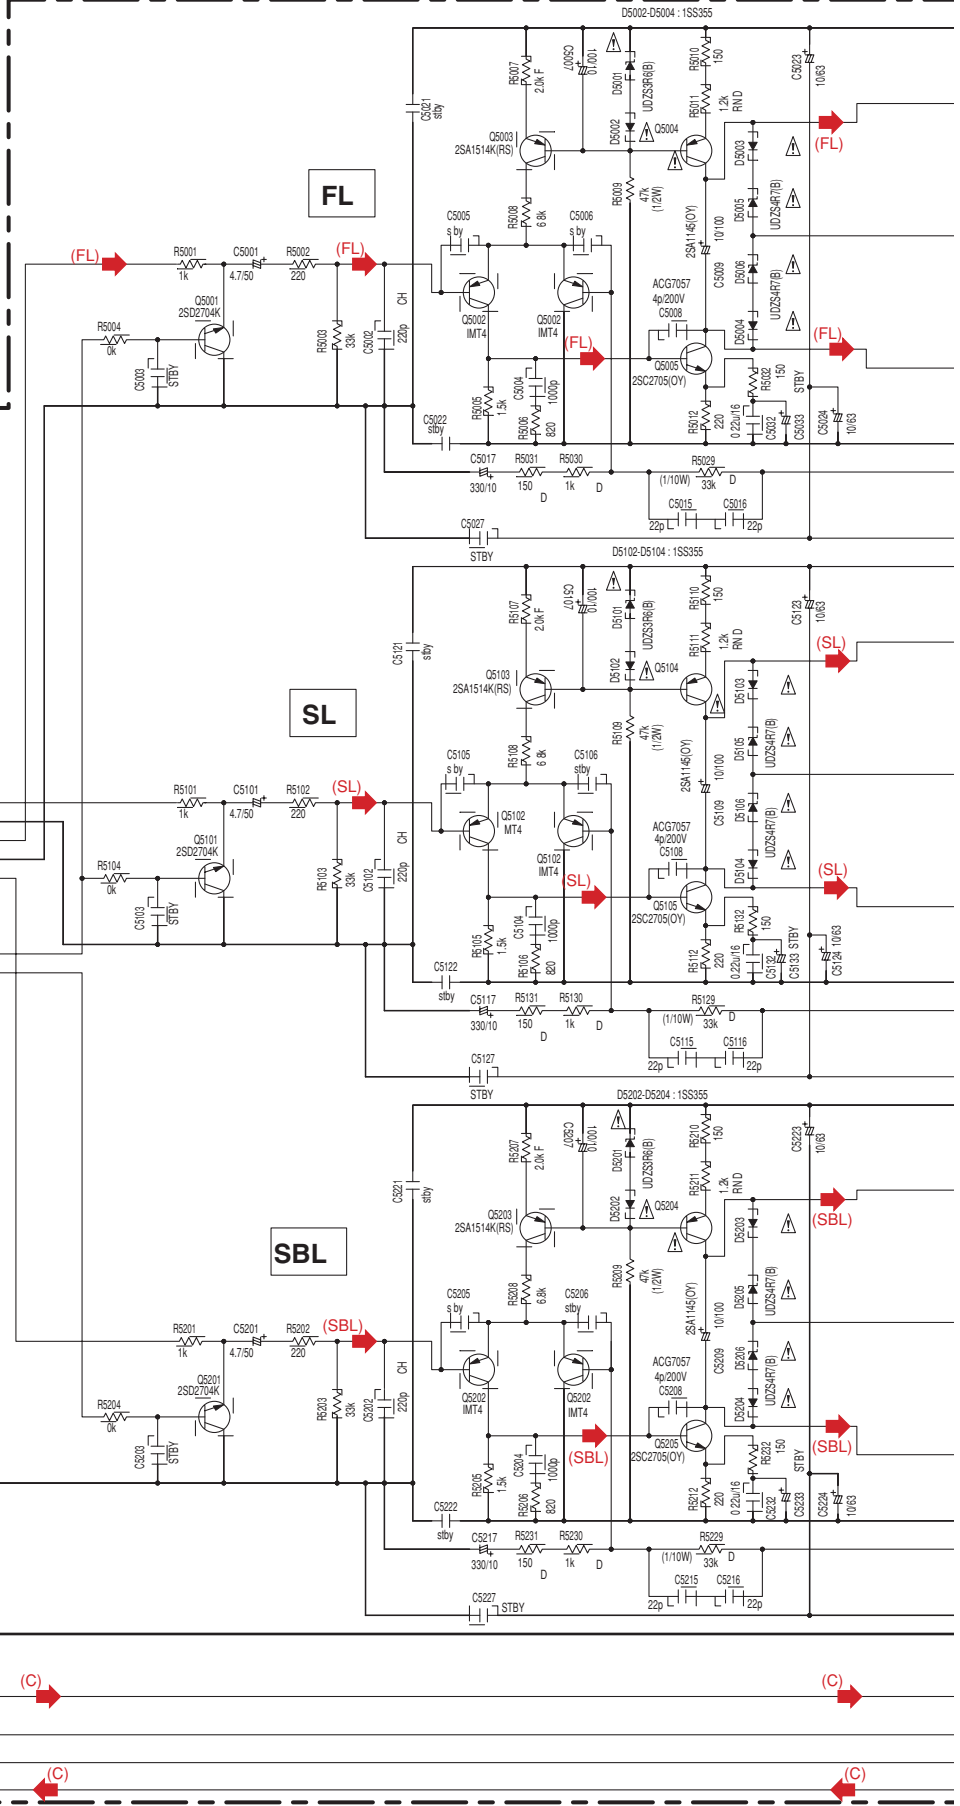 D5002-D5004 : 1SS355
R5007
2.0k F
C5007
100/10
D5001
UDZS3R6(B)
R5010
150
C5023
10/63
C5021
stby
R5011
1.2k
RN D
D5002
Q5003
2SA1514K(RS)
Q5004
D5003
(FL)
FL
R5009
47k
(1/2W)
R5008
6.8k
C5005
s by
C5006
s by
2SA1145(OY)
10/100
C5009
D5005
UDZS4R7(B)
(FL)
R5001
1k
C5001
4.7/50
R5002
220
(FL)
D5006
UDZS4R7(B)
CH
Q5001
2SD2704K
Q5002
IMT4
Q5002
IMT4
ACG7057
4p/200V
C5008
D5004
(FL)
R5004
0k
C5003
STBY
R5003
33k
C5002
220p
(FL)
Q5005
2SC2705(OY)
R5032
150
STBY
R5005
1.5k
C5004
1000p
R5006
820
R5012
220
0.22u/16
C5032
C5033
C5024
10/63
C5022
stby
C5017
330/10
R5031
150
D
R5030
1k
D
(1/10W)
R5029
33k
D
C5015
22p
C5016
22p
C5027
STBY
D5102-D5104 : 1SS355
R5107
2.0k F
C5107
100/10
D5101
UDZS3R6(B)
R5110
150
C5123
10/63
C5121
stby
R5111
1.2k
RN D
D5102
Q5103
2SA1514K(RS)
Q5104
D5103
(SL)
SL
R5109
47k
(1/2W)
R5108
6.8k
C5105
s by
C5106
stby
2SA1145(OY)
10/100
C5109
D5105
UDZS4R7(B)
R5101
1k
C5101
4.7/50
R5102
220
(SL)
D5106
UDZS4R7(B)
CH
Q5101
2SD2704K
Q5102
MT4
Q5102
IMT4
ACG7057
4p/200V
C5108
D5104
(SL)
R5104
0k
C5103
STBY
R5103
33k
C5102
220p
(SL)
Q5105
2SC2705(OY)
R5132
150
STBY
R5105
1.5k
C5104
1000p
R5106
820
R5112
220
0.22u/16
C5132
C5133
C5124
10/63
C5122
stby
C5117
330/10
R5131
150
D
R5130
1k
D
(1/10W)
R5129
33k
D
C5115
22p
C5116
22p
C5127
STBY
D5202-D5204 : 1SS355
R5207
2.0k F
C5207
100/10
D5201
UDZS3R6(B)
R5210
150
C5223
10/63
C5221
stby
R5211
1.2k
RN D
D5202
Q5203
2SA1514K(RS)
Q5204
D5203
(SBL)
SBL
R5209
47k
(1/2W)
R5208
6.8k
C5205
s by
C5206
stby
2SA1145(OY)
10/100
C5209
D5205
UDZS4R7(B)
R5201
1k
C5201
4.7/50
R5202
220
(SBL)
D5206
UDZS4R7(B)
CH
Q5201
2SD2704K
Q5202
IMT4
Q5202
IMT4
ACG7057
4p/200V
C5208
D5204
(SBL)
R5204
0k
C5203
STBY
R5203
33k
C5202
220p
(SBL)
Q5205
2SC2705(OY)
R5232
150
STBY
R5205
1.5k
C5204
1000p
R5206
820
R5212
220
0.22u/16
C5232
C5233
C5224
10/63
C5222
stby
C5217
330/10
R5231
150
D
R5230
1k
D
(1/10W)
R5229
33k
D
C5215
22p
C5216
22p
C5227
STBY
(C)
(C)
(C)
(C)